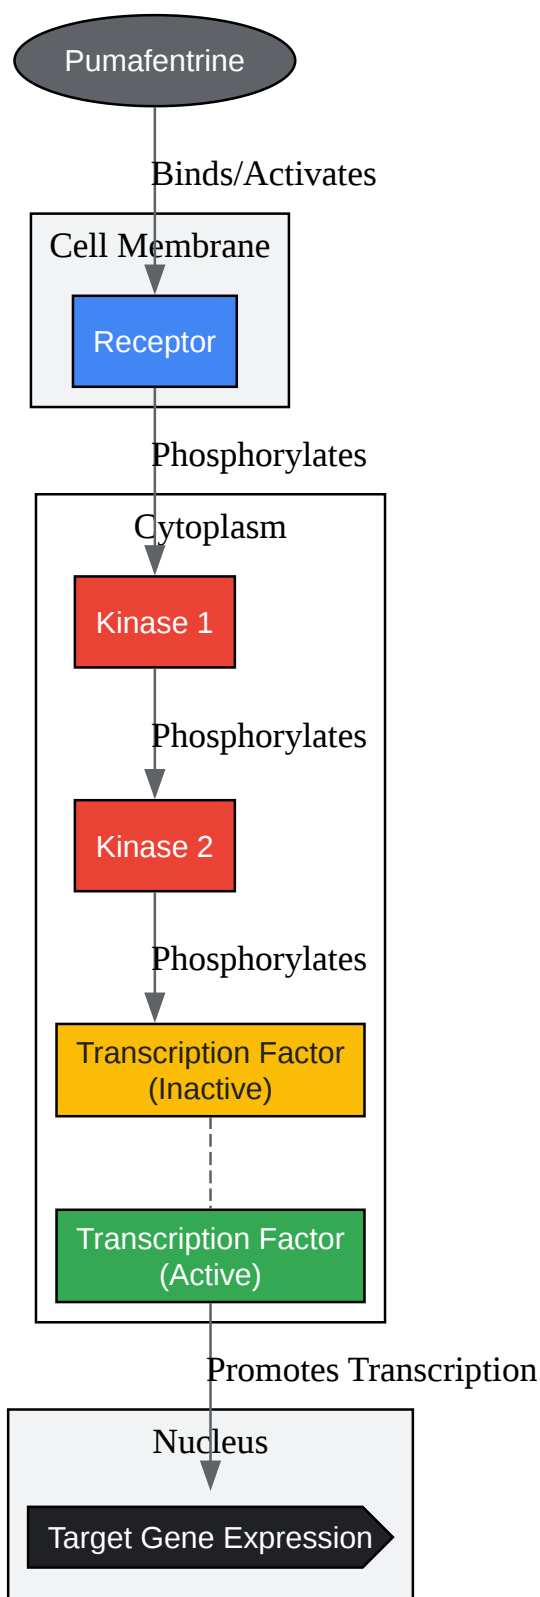 Pumafentrine
Binds/Activates
Cell Membrane
Receptor
Phosphorylates
Cytoplasm
Kinase 1
Phosphorylates
Kinase 2
Phosphorylates
Transcription Factor
(Inactive)
Transcription Factor
(Active)
Promotes Transcription
Nucleus
Target Gene Expression